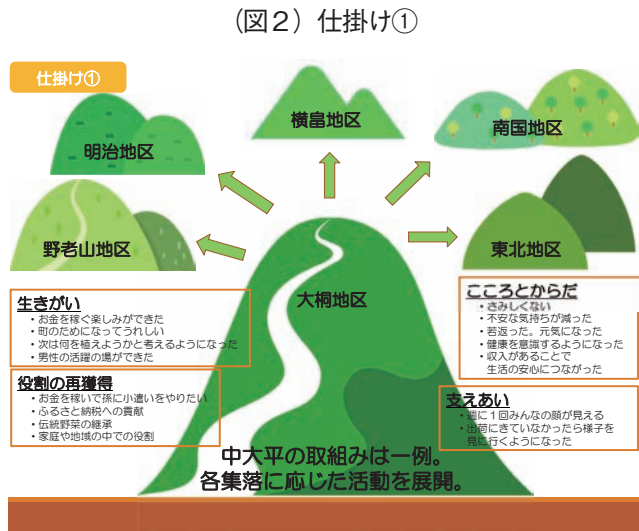 (図2)仕掛け①
仕掛け①
明治地区
横畠地区
南国地区
野老山地区
大桐地区
東北地区
生きがい
・お金を稼ぐ楽しみができた
・町のためになってうれしい
・次は何を植えようかと考えるようになった
・男性の活躍の場ができた
役割の再獲得
・お金を稼いで孫に小遣いをやりたい
・ふるさと納税への貢献
・伝統野菜の継承
・家庭や地域の中での役割
こころとからだ
・さみしくない
・不安な気持ちが減った
・若返った。元気になった
・健康を意識するようになった
・収入があることで
生活の安心につながった
支えあい
・週に1回みんなの顔が見える
・出荷にきていなかったら様子を
見に行くようになった
中大平の取組みは一例。
各集落に応じた活動を展開。